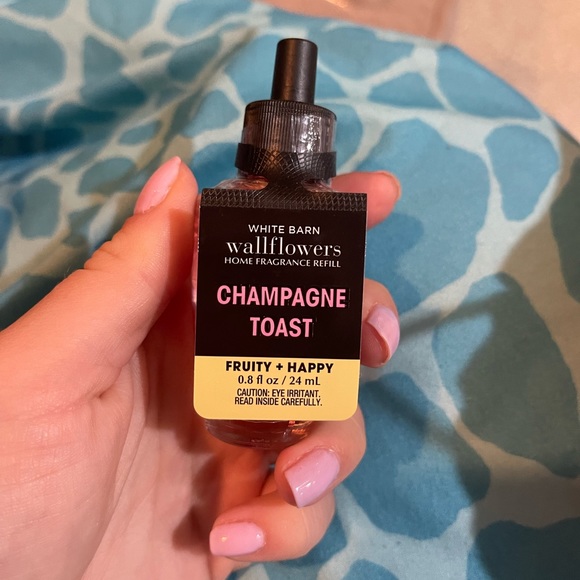 WHITE BARN
wallflowers
HOME FRAGRANCE REFILL
CHAMPAGNE
TOAST
FRUITY + HAPPY
0.8 fl oz / 24 mL
CAUTION: EYE IRRITANT.
READ INSIDE CAREFULLY.